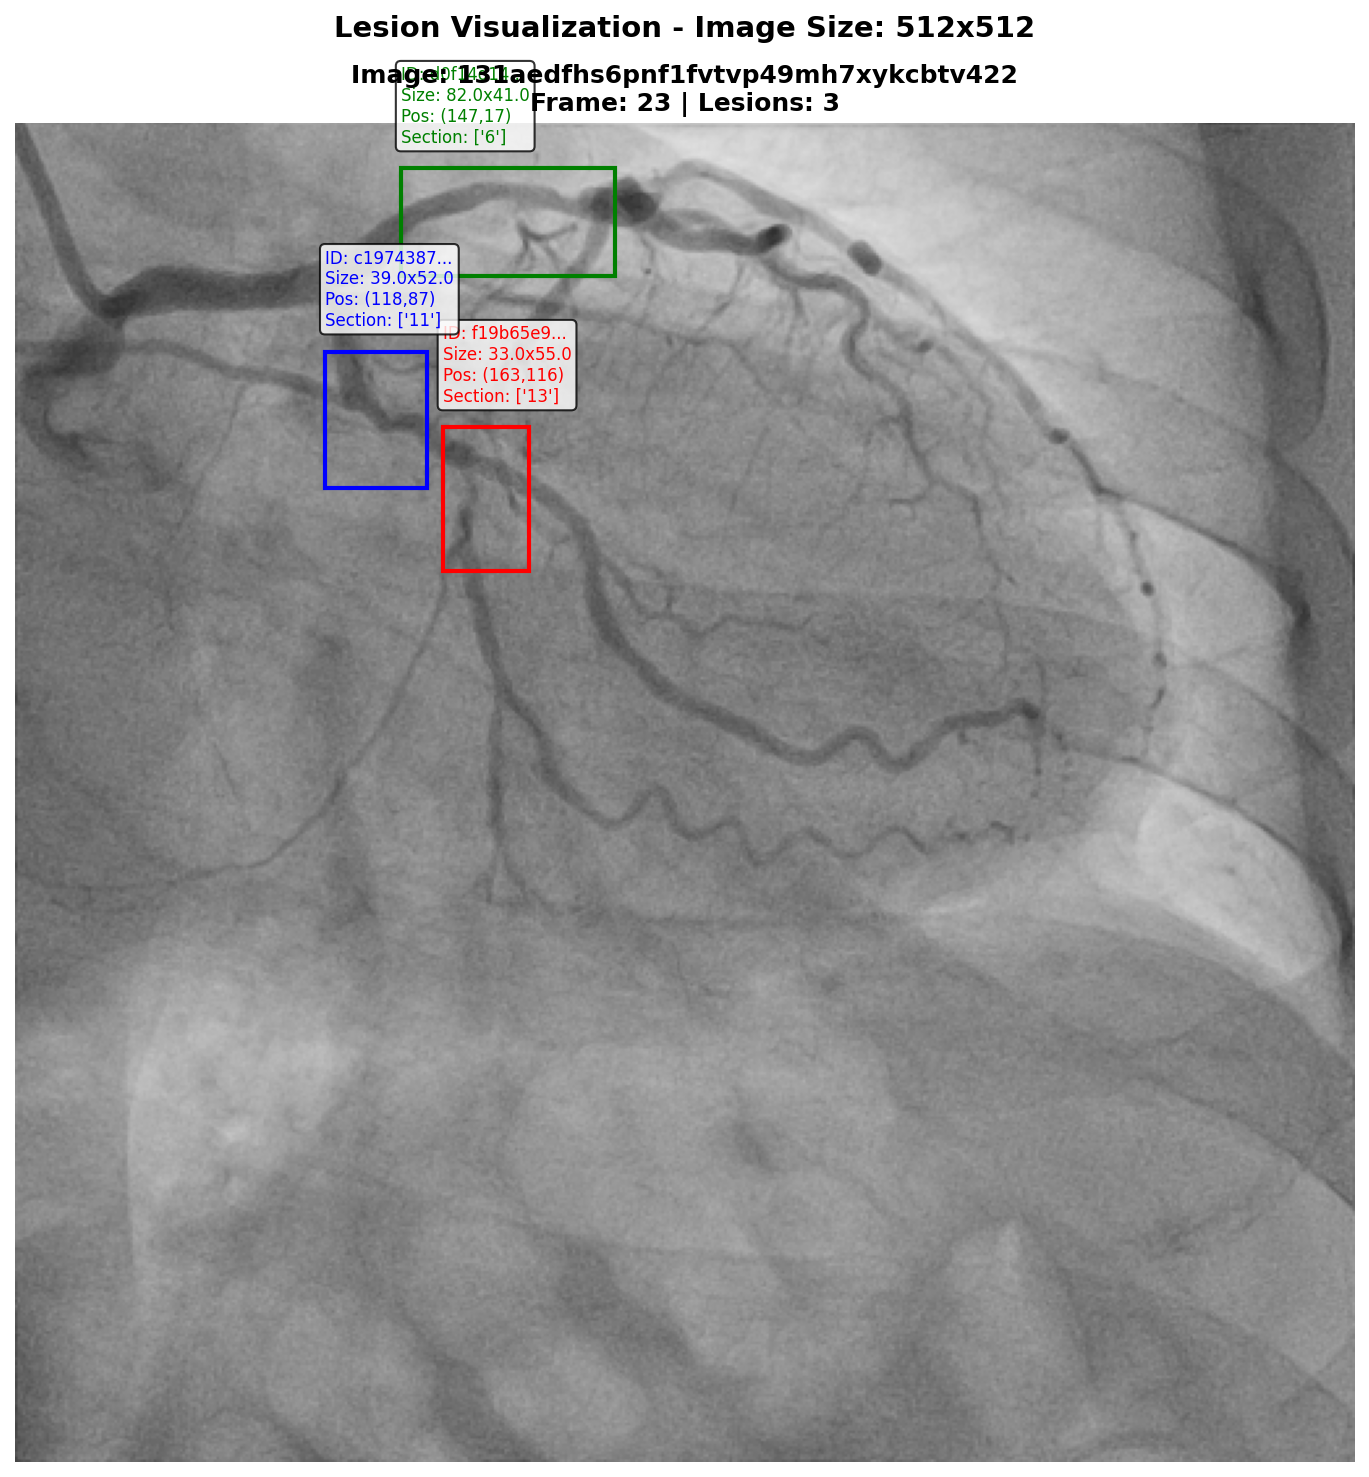 Lesion Visualization - Image Size: 512x512
Image: 131aedfhs6pnf1fvtvp49mh7xykcbtv422
Frame: 23 | Lesions: 3
ID:
Size: 82.0x41.0
Pos: (147,17)
Section: ['6']
ID: c1974387...
Size: 39.0x52.0
Pos: (118,87)
Section: ['11']
ID: f19b65e9...
Size: 33.0x55.0
Pos: (163,116)
Section: ['13']